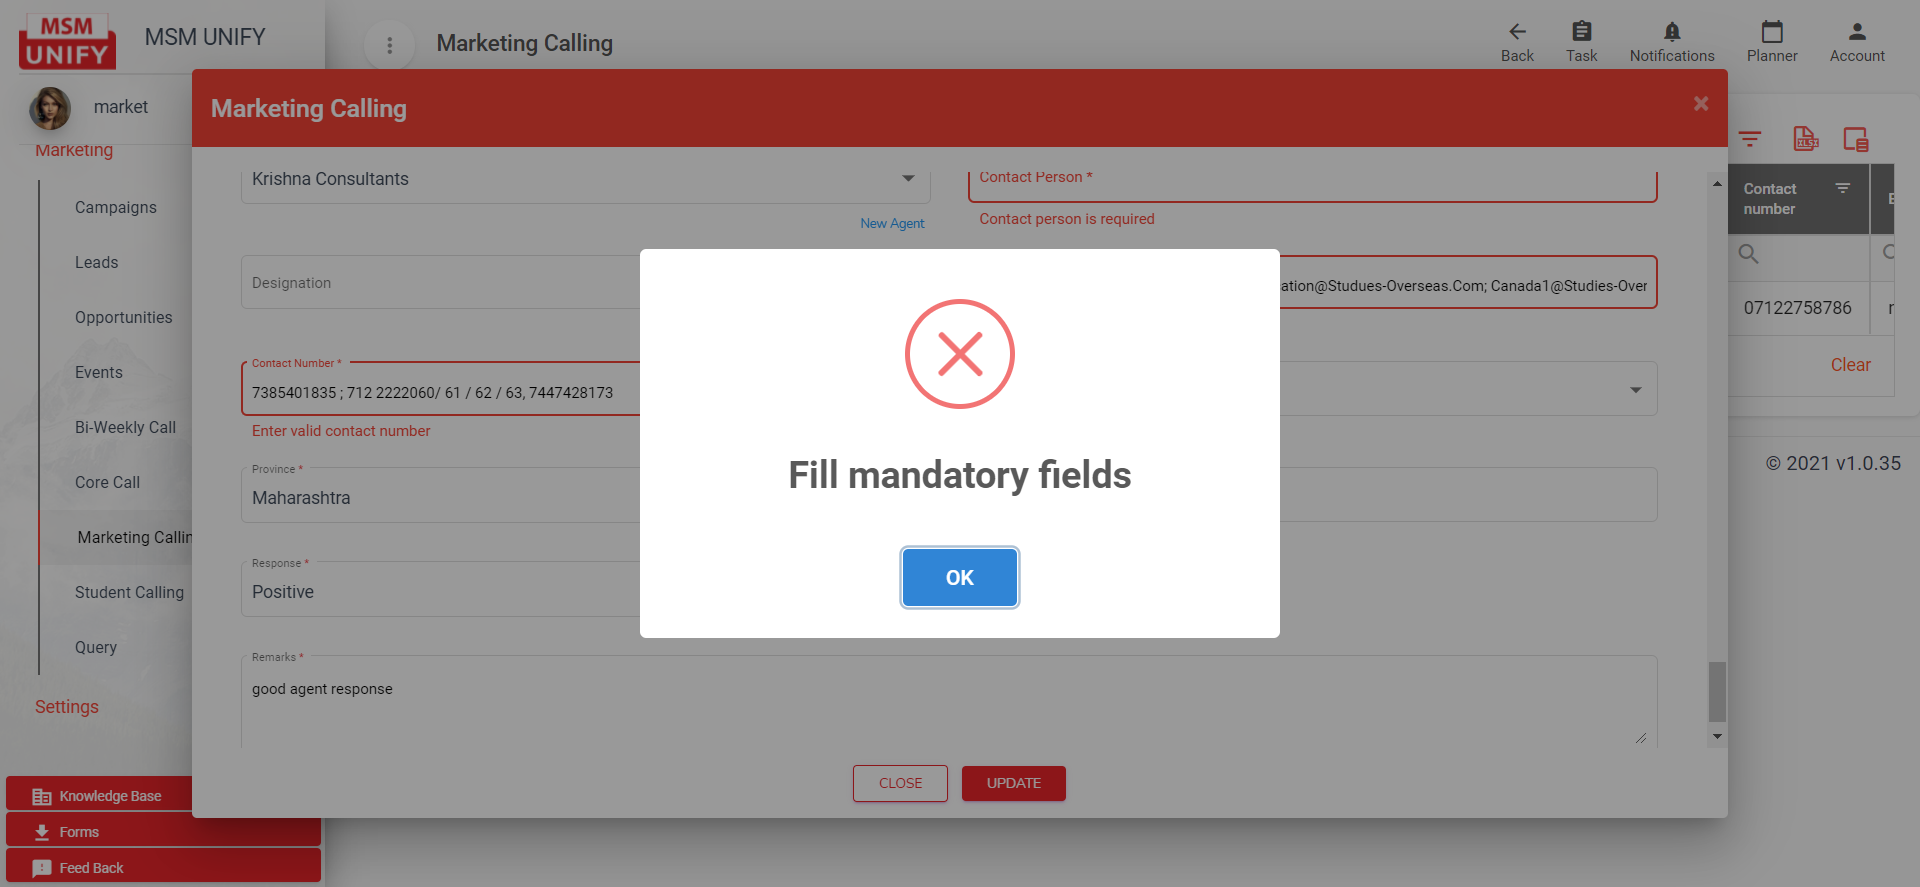 MSM
UNIFY
MSM UNIFY
Marketing Calling
Back
Task
Notifications
Planner
Account
market
Marketing
Campaigns
Leads
Opportunities
Events
Bi-Weekly Call
Core Call
Marketing Callin
Student Calling
Query
Settings
Knowledge Base
Forms
Feed Back
Marketing Calling
×
Krishna Consultants
Contact Person *
New Agent
Contact person is required
Designation
ation@Studues-Overseas.Com; Canada1@Studies-Over
Contact Number *
7385401835 ; 712 2222060/ 61 / 62 / 63, 7447428173
Enter valid contact number
Province *
Maharashtra
Response *
Positive
Remarks *
good agent response
CLOSE
UPDATE
Fill mandatory fields
OK
XLSX
Contact
number
07122758786
Clear
© 2021 v1.0.35